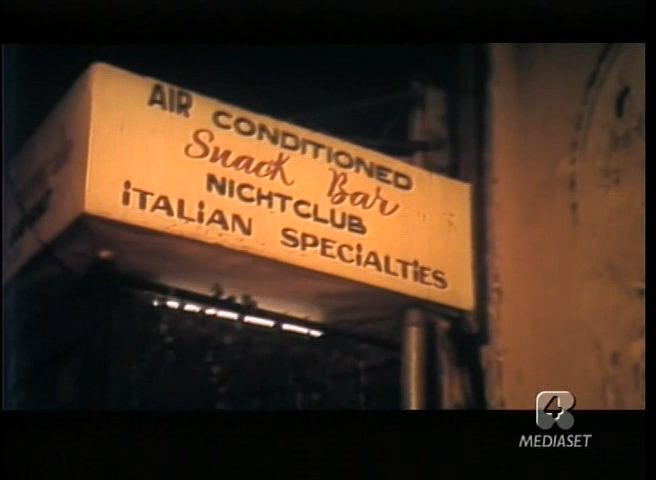 AIR CONDITIONED
Snack Bar
NICHTCLUB
iTALiAN SPECiALTiES
4
MEDIASET